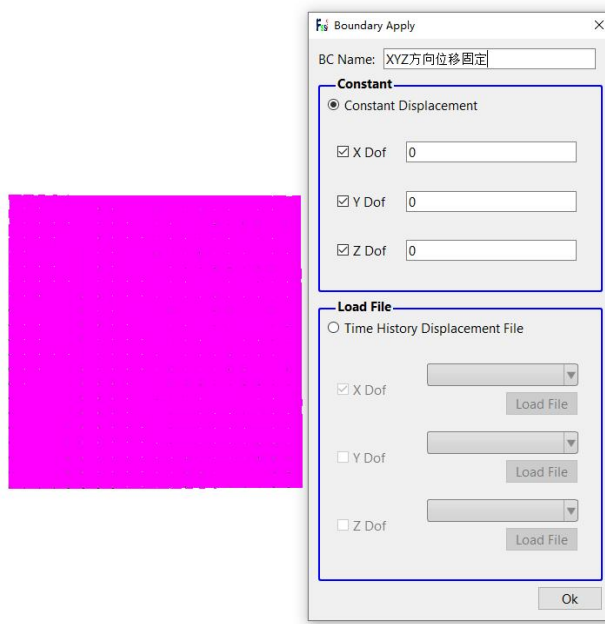 Boundary Apply
BC Name: XYZ方向位移固定
Constant
Constant Displacement
X Dof 0
Y Dof 0
Z Dof 0
Load File
Time History Displacement File
X Dof
Load File
Y Dof
Load File
Z Dof
Load File
Ok